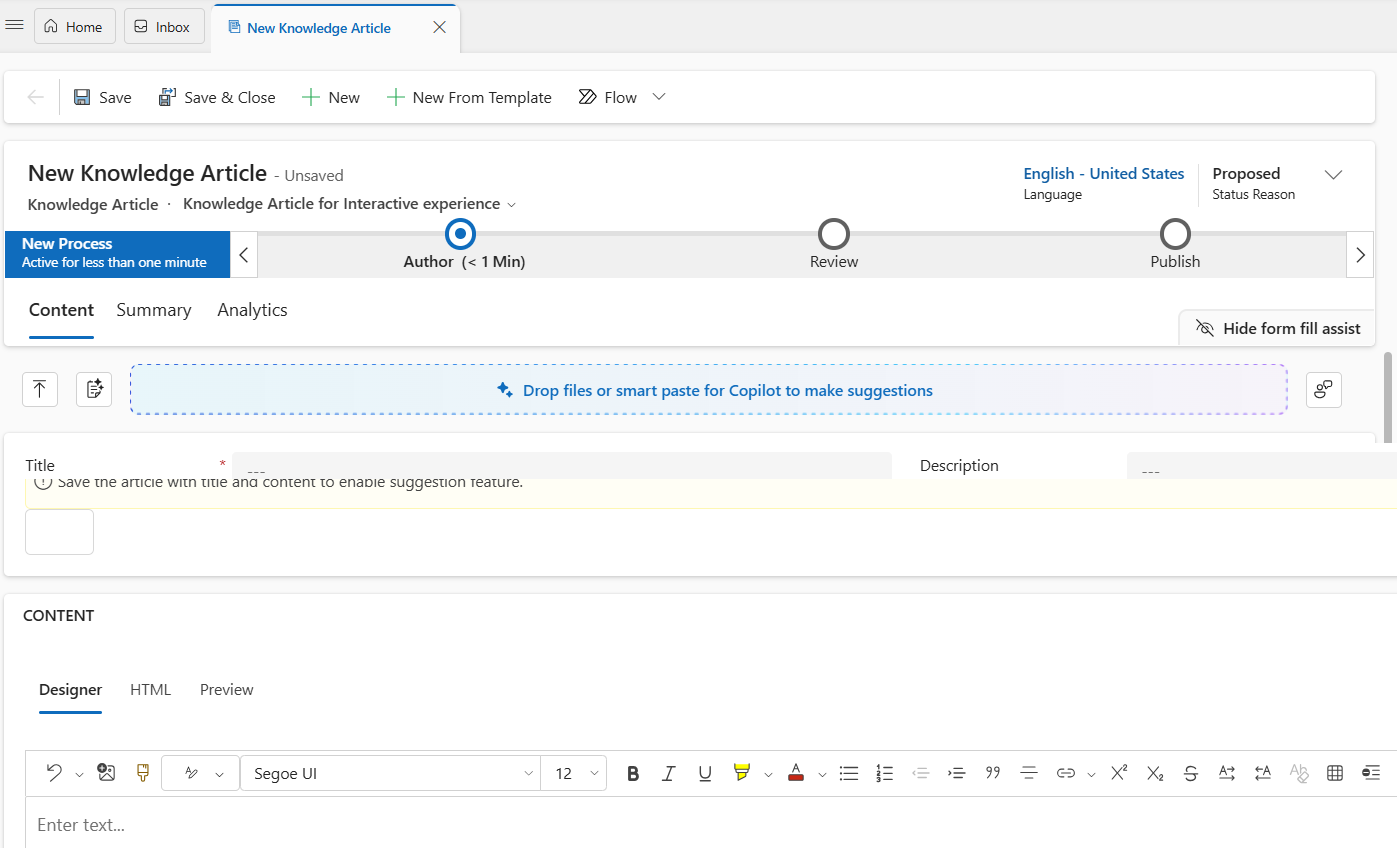 Home Inbox New Knowledge Article
Save Save & Close New New From Template Flow
New Knowledge Article - Unsaved
Knowledge Article · Knowledge Article for Interactive experience
English - United States
Language
Proposed
Status Reason
New Process
Active for less than one minute
Author (< 1 Min)
Review
Publish
Content Summary Analytics
Hide form fill assist
Drop files or smart paste for Copilot to make suggestions
Title * --- Description ---
Save the article with title and content to enable suggestion feature.
CONTENT
Designer HTML Preview
Segoe UI 12 B I U
Enter text...